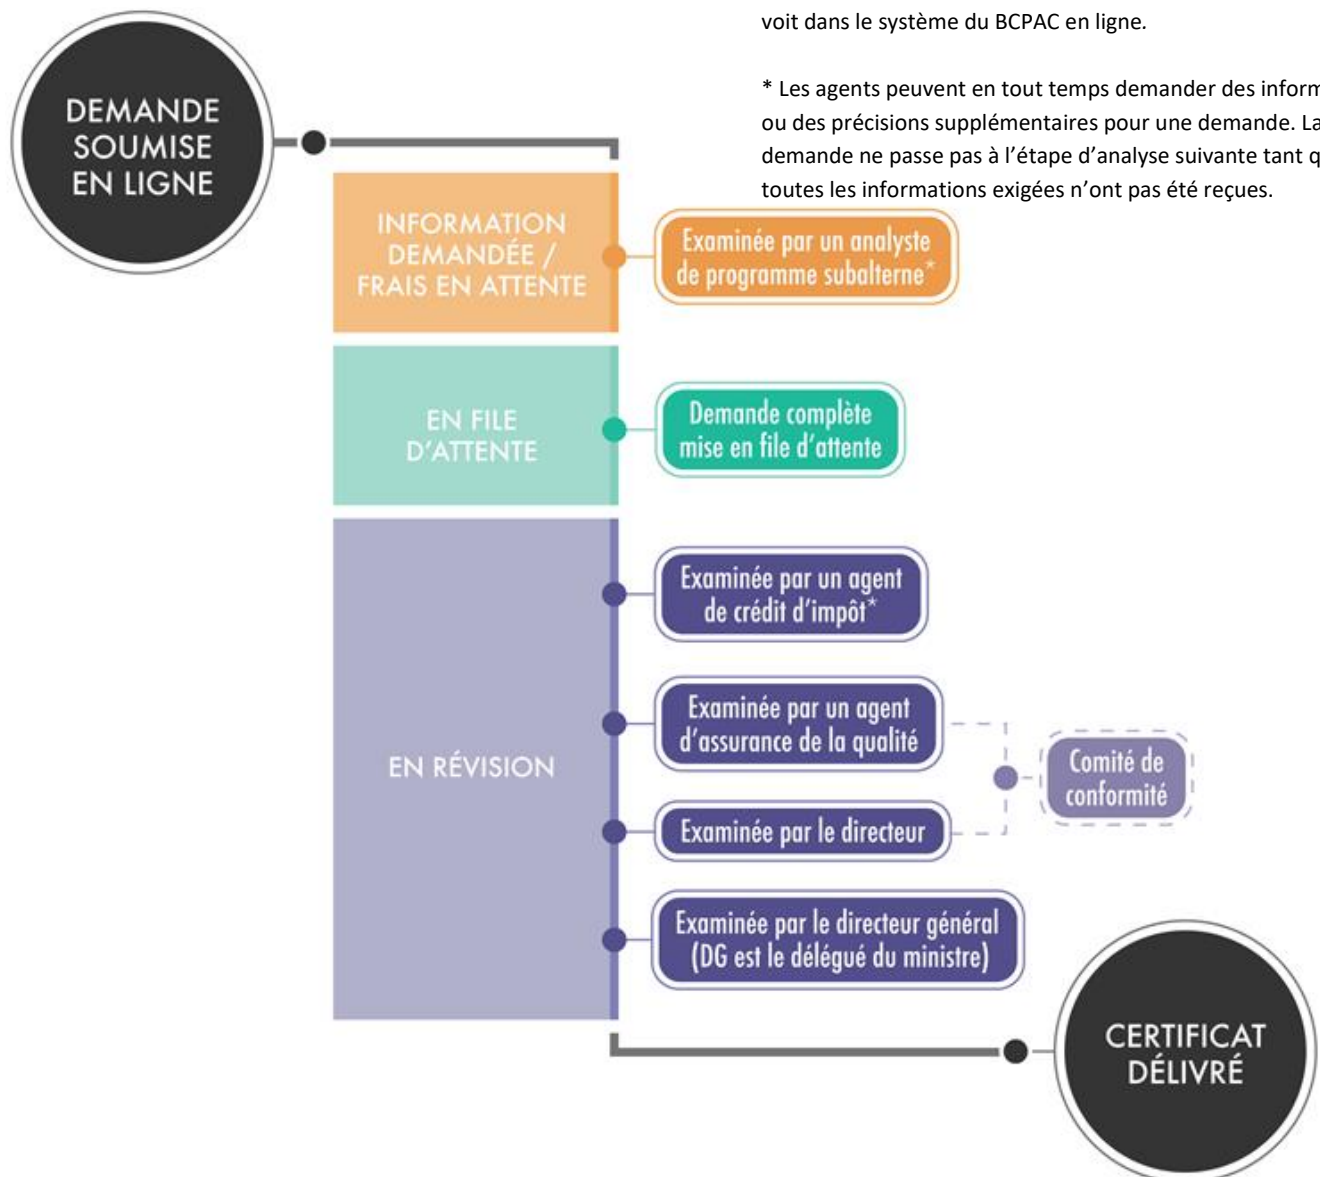 voit dans le système du BCPAC en ligne.
* Les agents peuvent en tout temps demander des inform
ou des précisions supplémentaires pour une demande. La
demande ne passe pas à l'étape d'analyse suivante tant q
toutes les informations exigées n'ont pas été reçues.
DEMANDE
SOUMISE
EN LIGNE
INFORMATION
DEMANDÉE /
FRAIS EN ATTENTE
Examinée par un analyste
de programme subalterne*
EN FILE
D'ATTENTE
Demande complète
mise en file d'attente
EN RÉVISION
Examinée par un agent
de crédit d'impôt*
Examinée par un agent
d'assurance de la qualité
Comité de
conformité
Examinée par le directeur
Examinée par le directeur général
(DG est le délégué du ministre)
CERTIFICAT
DÉLIVRÉ